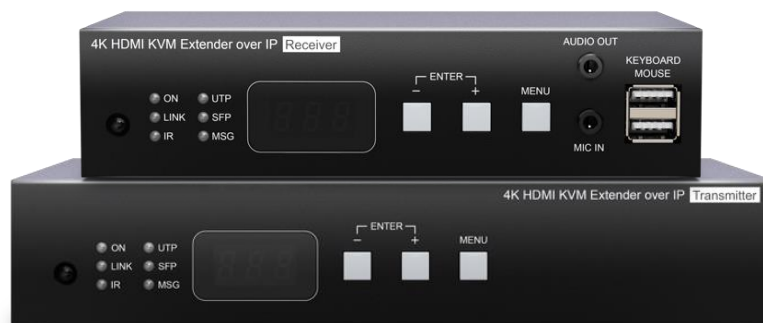 4K HDMI KVM Extender over IP Receiver
AUDIO OUT
KEYBOARD
MOUSE
ENTER
- +
MENU
ON UTP
LINK SFP
IR MSG
MIC IN
4K HDMI KVM Extender over IP Transmitter
ENTER
- +
MENU
ON UTP
LINK SFP
IR MSG